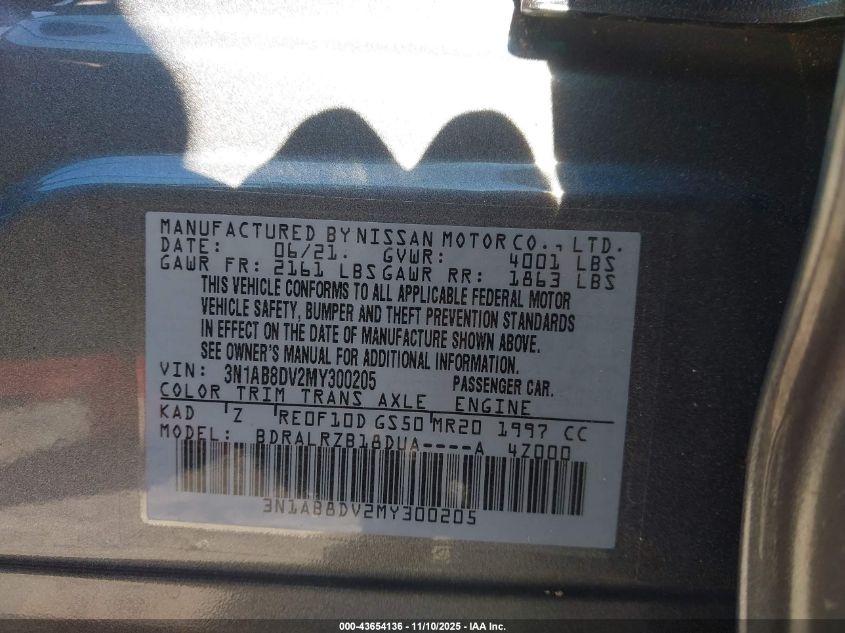 MANUFACTURED BY NISSAN MOTOR CO., LTD.
DATE: 06/21. GVWR: 4001 LBS
GAWR FR: 2161 LBS GAWR RR: 1863 LBS
THIS VEHICLE CONFORMS TO ALL APPLICABLE FEDERAL MOTOR
VEHICLE SAFETY, BUMPER AND THEFT PREVENTION STANDARDS
IN EFFECT ON THE DATE OF MANUFACTURE SHOWN ABOVE.
SEE OWNER'S MANUAL FOR ADDITIONAL INFORMATION.
VIN: 3N1AB8DV2MY300205 PASSENGER CAR.
COLOR TRIM TRANS AXLE ENGINE
KAD Z RE0F10D GS50 MR20 1997 CC
MODEL: BDRALRZB18DUA----A 4Z000
3N1AB8DV2MY300205
000-43654136 - 11/10/2025 - IAA Inc.